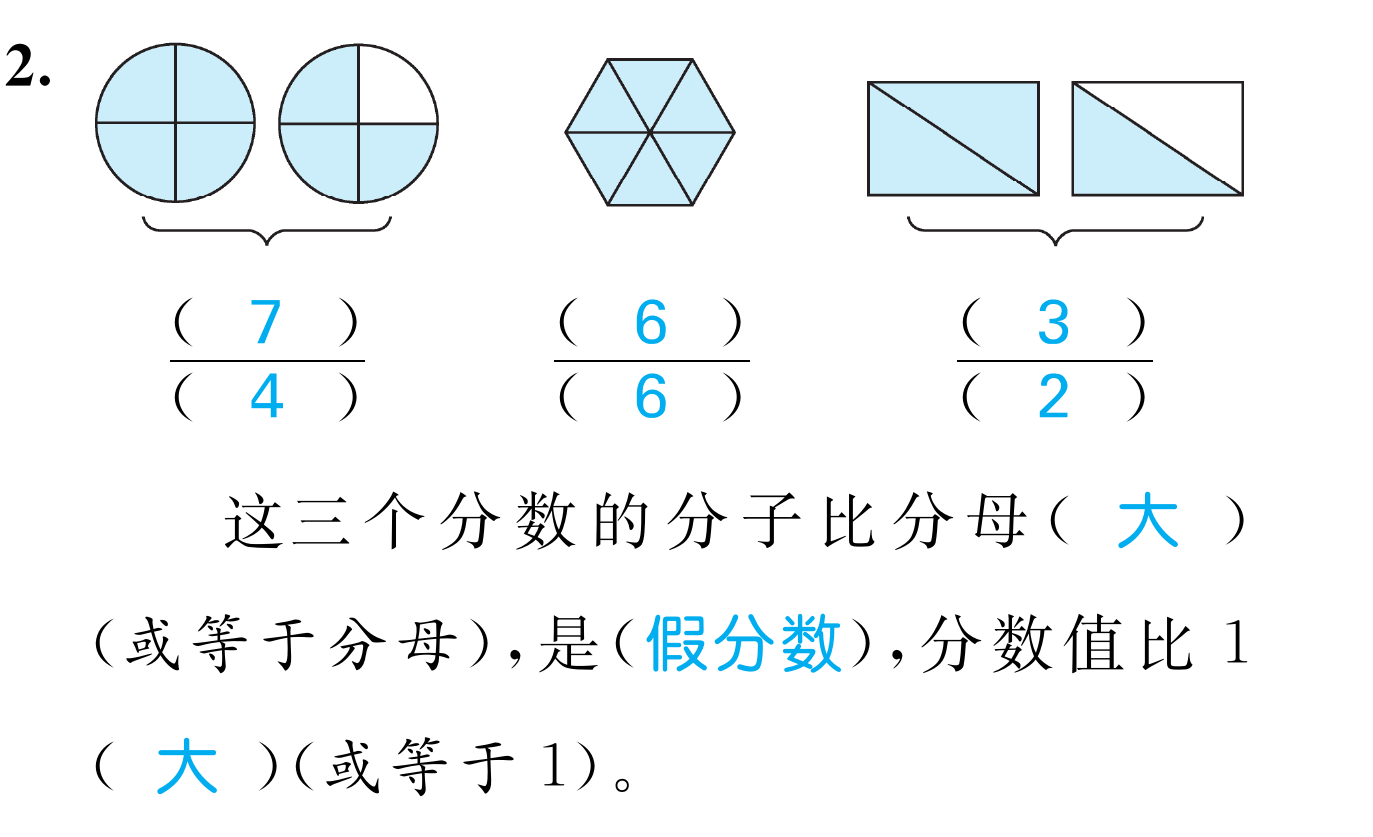 2.
( 7 ) ( 6 ) ( 3 )
( 4 ) ( 6 ) ( 2 )
这三个分数的分子比分母( 大 )
(或等于分母),是(假分数),分数值比 1
( 大 )(或等于 1)。